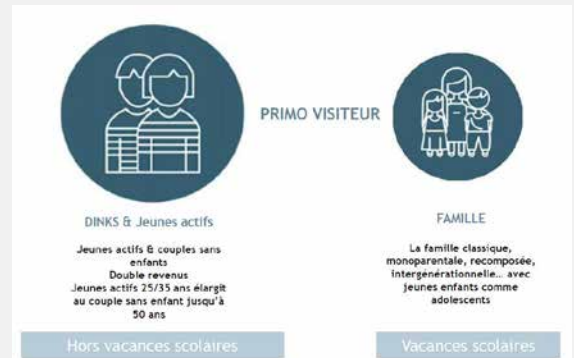 PRIMO VISITEUR
DINKS & Jeunes actifs
Jeunes actifs & couples sans
enfants
Double revenu
Jeunes actifs 25/35 ans élargit
au couple sans enfant jusqu'à
50 ans
Hors vacances scolaires
FAMILLE
La famille classique,
monoparentale, recomposée,
intergénérationnelle... avec
jeunes enfants comme
adolescents
Vacances scolaires